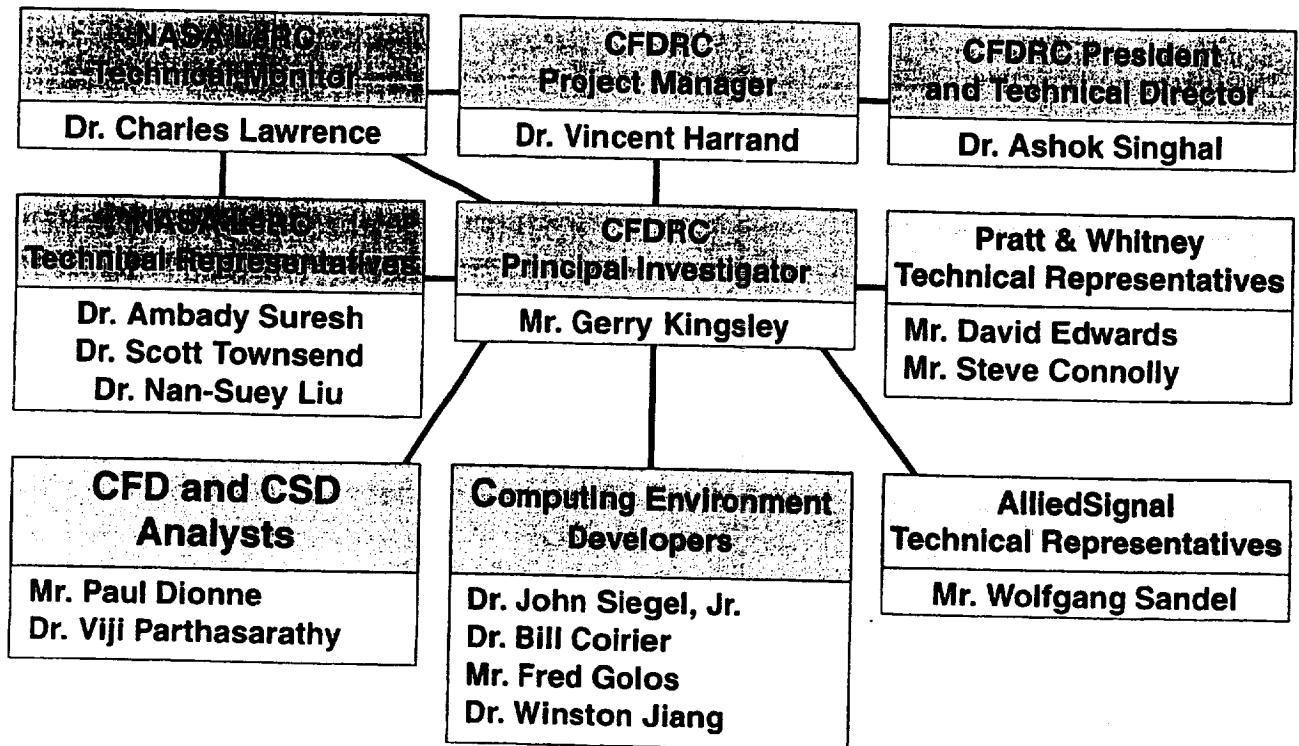 NASA LeRC
Technical Monitor
Dr. Charles Lawrence
CFDRC
Project Manager
Dr. Vincent Harrand
CFDRC President
and Technical Director
Dr. Ashok Singhal
NASA LeRC
Technical Representatives
Dr. Ambady Suresh
Dr. Scott Townsend
Dr. Nan-Suey Liu
CFDRC
Principal Investigator
Mr. Gerry Kingsley
Pratt & Whitney
Technical Representatives
Mr. David Edwards
Mr. Steve Connolly
CFD and CSD
Analysts
Mr. Paul Dionne
Dr. Viji Parthasarathy
Computing Environment
Developers
Dr. John Siegel, Jr.
Dr. Bill Coirier
Mr. Fred Golos
Dr. Winston Jiang
AlliedSignal
Technical Representatives
Mr. Wolfgang Sandel